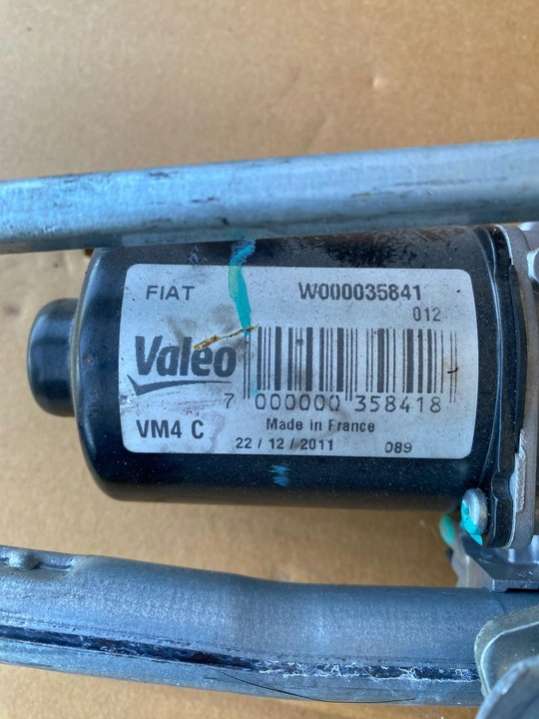 FIAT W000035841
012
Valeo
7 000000 358418
VM4 C Made in France
22 / 12 / 2011 089